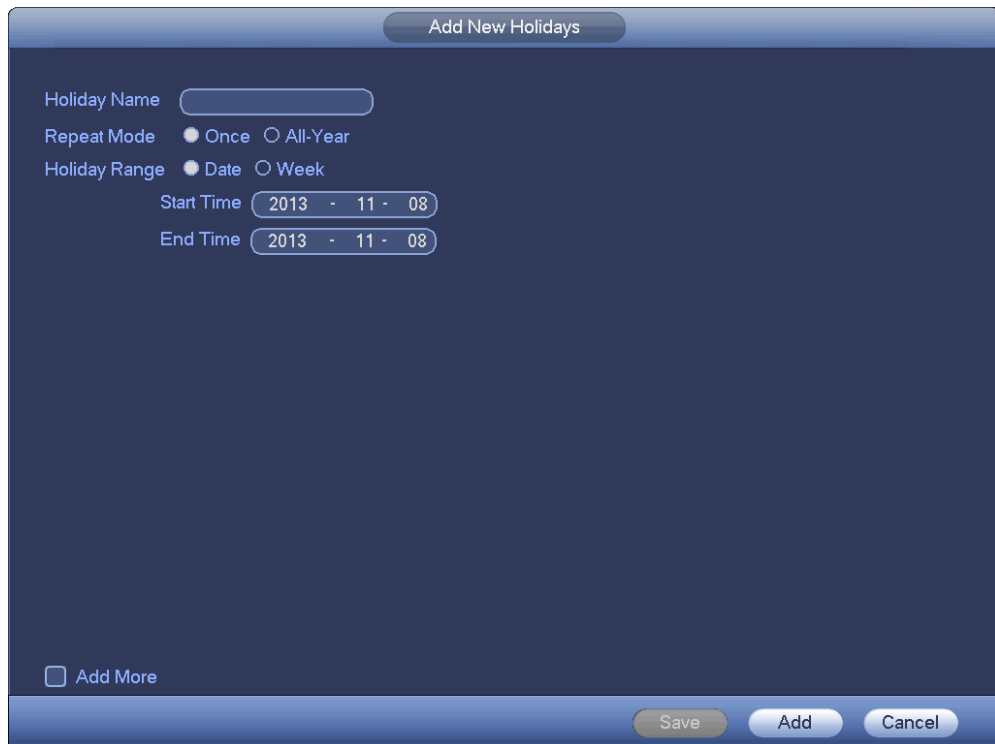 Add New Holidays
Holiday Name
Repeat Mode Once All-Year
Holiday Range Date Week
Start Time 2013 - 11 - 08
End Time 2013 - 11 - 08
Add More
Save Add Cancel